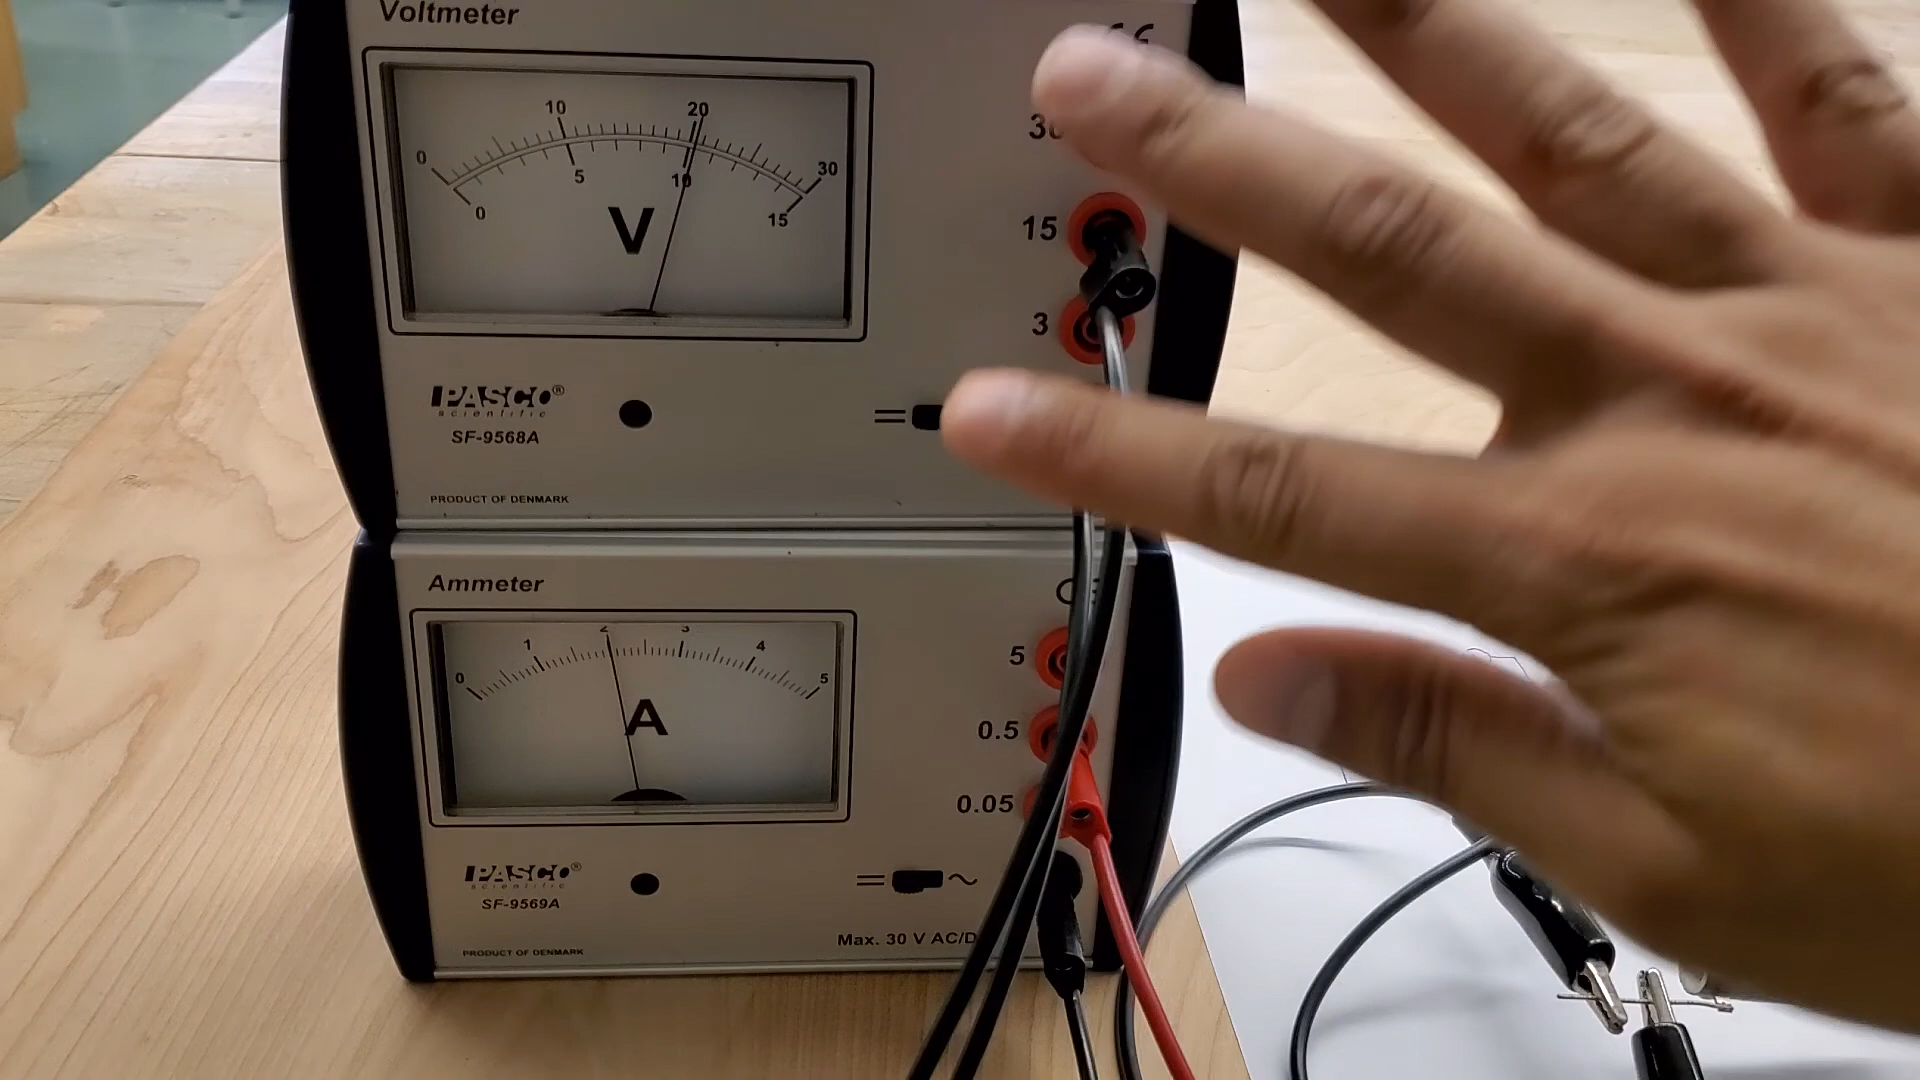 Voltmeter
0 10 20 30
0 5 10 15
V
15
3
PASCO®
scientific
SF-9568A
=
PRODUCT OF DENMARK
Ammeter
0 1 2 3 4 5
A
5
0.5
0.05
PASCO®
scientific
SF-9569A
= ~
Max. 30 V AC/D
PRODUCT OF DENMARK